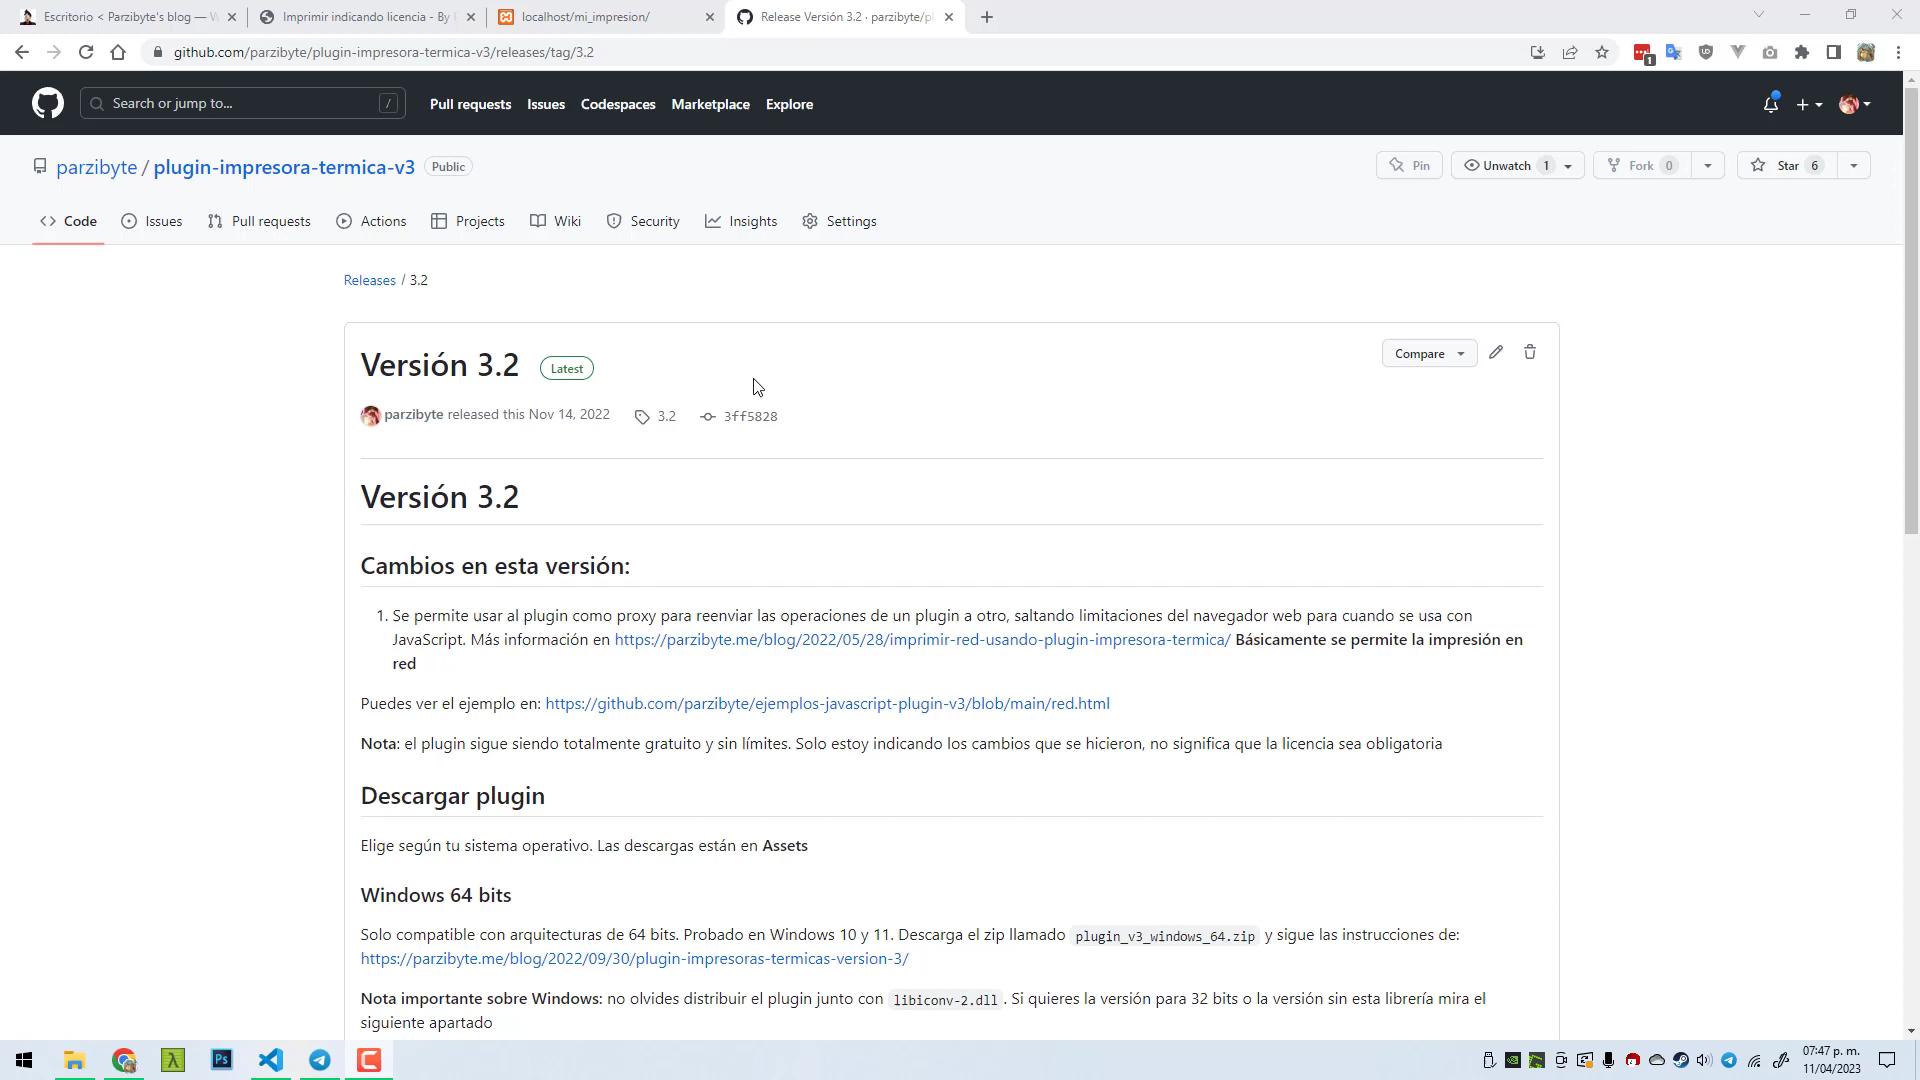 Escritorio < Parzibyte's blog — W
Imprimir indicando licencia - By
localhost/mi_impresion/
Release Versión 3.2 · parzibyte/pl
github.com/parzibyte/plugin-impresora-termica-v3/releases/tag/3.2
1
Search or jump to...
/
Pull requests
Issues
Codespaces
Marketplace
Explore
parzibyte / plugin-impresora-termica-v3
Public
Pin
Unwatch 1
Fork 0
Star 6
Code
Issues
Pull requests
Actions
Projects
Wiki
Security
Insights
Settings
Releases / 3.2
Versión 3.2
Latest
Compare
parzibyte released this Nov 14, 2022
3.2
3ff5828
Versión 3.2
Cambios en esta versión:
1. Se permite usar al plugin como proxy para reenviar las operaciones de un plugin a otro, saltando limitaciones del navegador web para cuando se usa con
JavaScript. Más información en https://parzibyte.me/blog/2022/05/28/imprimir-red-usando-plugin-impresora-termica/ Básicamente se permite la impresión en
red
Puedes ver el ejemplo en: https://github.com/parzibyte/ejemplos-javascript-plugin-v3/blob/main/red.html
Nota: el plugin sigue siendo totalmente gratuito y sin límites. Solo estoy indicando los cambios que se hicieron, no significa que la licencia sea obligatoria
Descargar plugin
Elige según tu sistema operativo. Las descargas están en Assets
Windows 64 bits
Solo compatible con arquitecturas de 64 bits. Probado en Windows 10 y 11. Descarga el zip llamado plugin_v3_windows_64.zip y sigue las instrucciones de:
https://parzibyte.me/blog/2022/09/30/plugin-impresoras-termicas-version-3/
Nota importante sobre Windows: no olvides distribuir el plugin junto con libiconv-2.dll. Si quieres la versión para 32 bits o la versión sin esta librería mira el
siguiente apartado
Ps
07:47 p. m.
11/04/2023